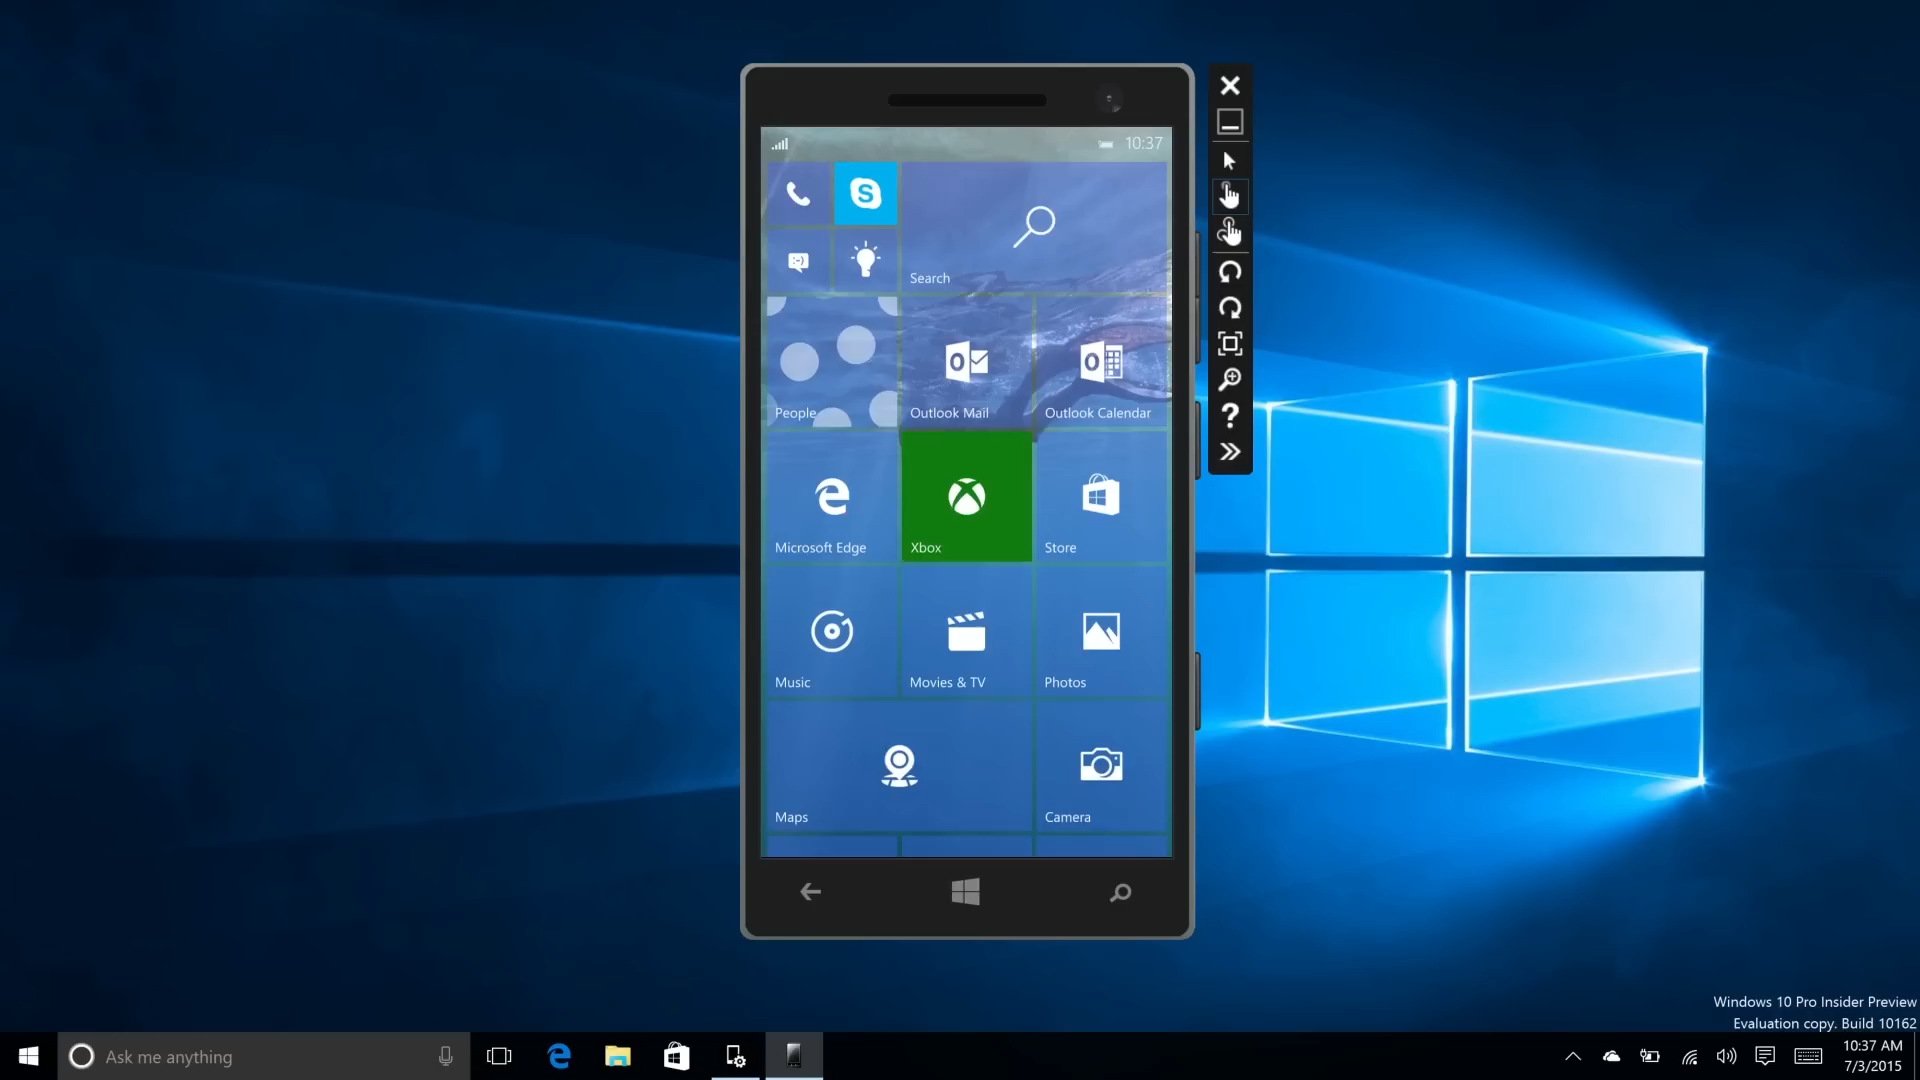 10:37
Search
People
Outlook Mail
Outlook Calendar
Microsoft Edge
Xbox
Store
Music
Movies & TV
Photos
Maps
Camera
Windows 10 Pro Insider Preview
Evaluation copy. Build 10162
Ask me anything
10:37 AM
7/3/2015